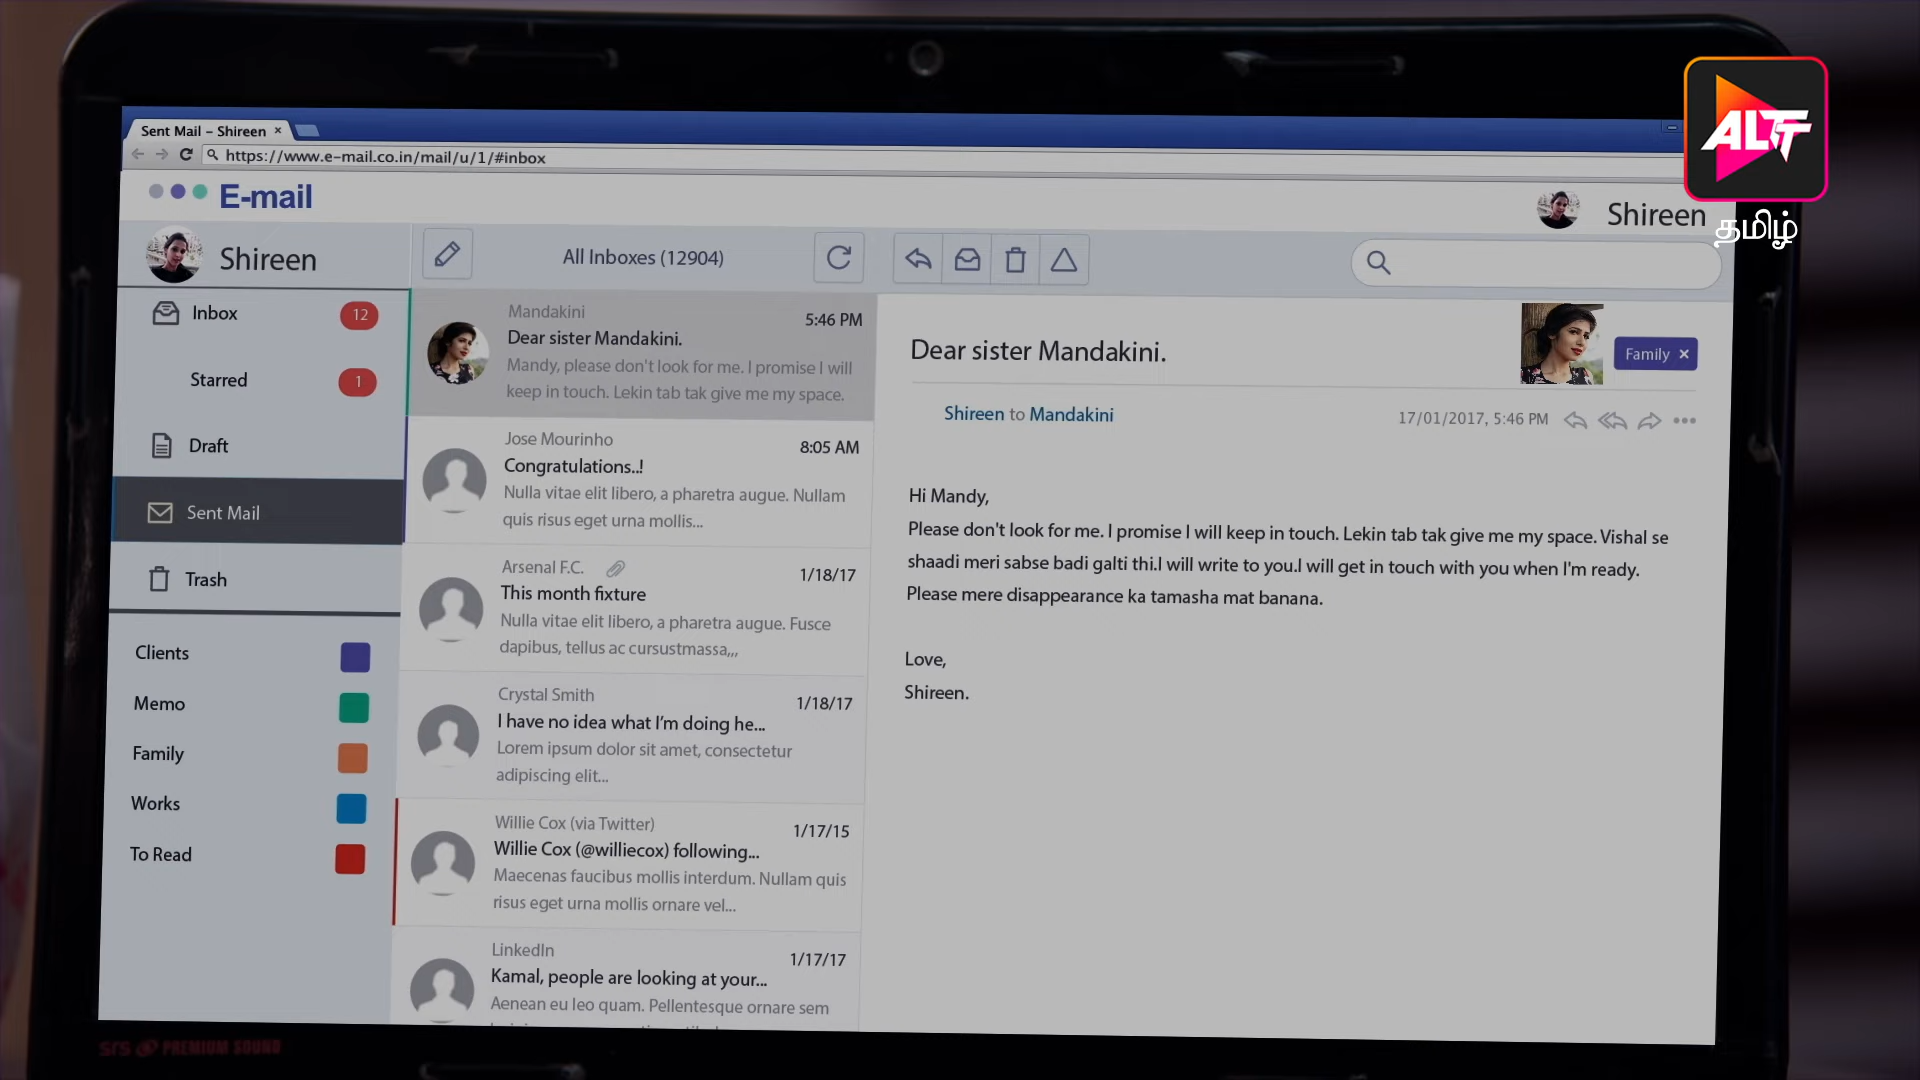 ALTT
தமிழ்
Sent Mail – Shireen ×
https://www.e-mail.co.in/mail/u/1/#inbox
E-mail
Shireen
Shireen
All Inboxes (12904)
Inbox 12
Starred 1
Draft
Sent Mail
Trash
Clients
Memo
Family
Works
To Read
Mandakini
5:46 PM
Dear sister Mandakini.
Mandy, please don't look for me. I promise I will
keep in touch. Lekin tab tak give me my space.
Jose Mourinho
8:05 AM
Congratulations..!
Nulla vitae elit libero, a pharetra augue. Nullam
quis risus eget urna mollis...
Arsenal F.C.
1/18/17
This month fixture
Nulla vitae elit libero, a pharetra augue. Fusce
dapibus, tellus ac cursustmassa,,,
Crystal Smith
1/18/17
I have no idea what I'm doing he...
Lorem ipsum dolor sit amet, consectetur
adipiscing elit...
Willie Cox (via Twitter)
1/17/15
Willie Cox (@williecox) following...
Maecenas faucibus mollis interdum. Nullam quis
risus eget urna mollis ornare vel...
LinkedIn
1/17/17
Kamal, people are looking at your...
Aenean eu leo quam. Pellentesque ornare sem
Dear sister Mandakini.
Family ×
Shireen to Mandakini
17/01/2017, 5:46 PM
Hi Mandy,
Please don't look for me. I promise I will keep in touch. Lekin tab tak give me my space. Vishal se
shaadi meri sabse badi galti thi.I will write to you.I will get in touch with you when I'm ready.
Please mere disappearance ka tamasha mat banana.
Love,
Shireen.
SRS PREMIUM SOUND